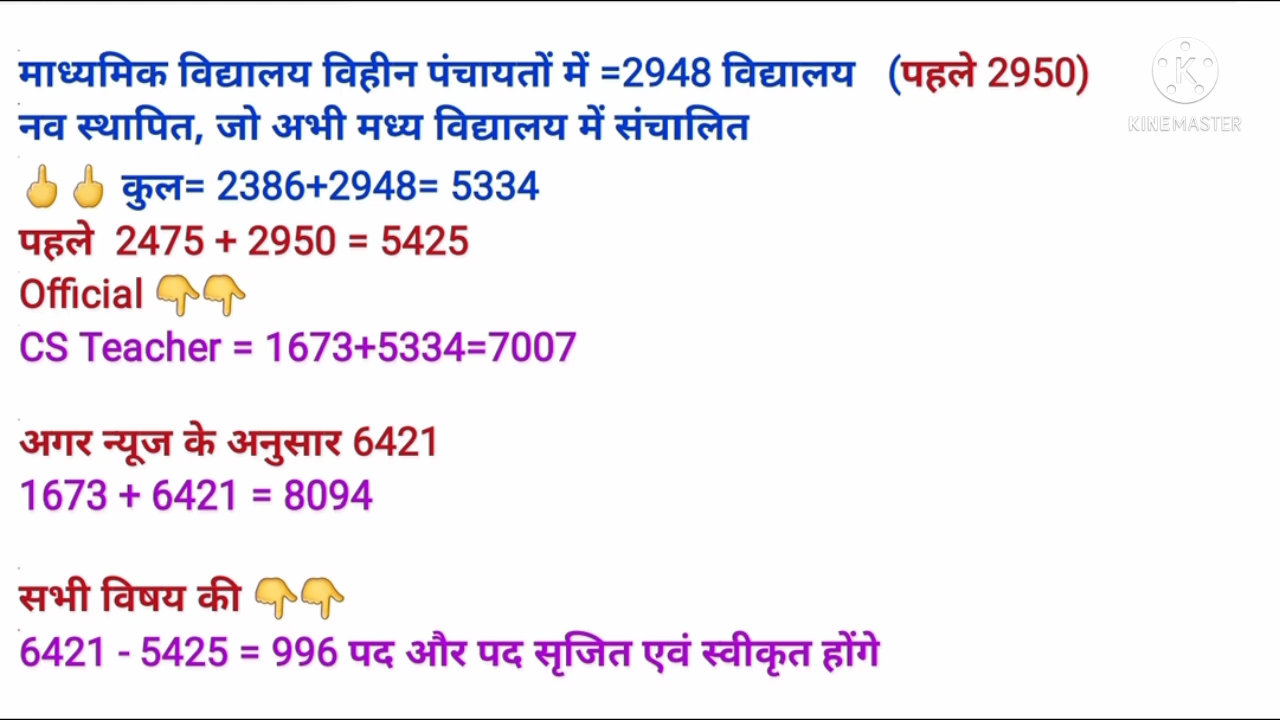 माध्यमिक विद्यालय विहीन पंचायतों में =2948 विद्यालय (पहले 2950)
नव स्थापित, जो अभी मध्य विद्यालय में संचालित
🖕🖕 कुल= 2386+2948= 5334
पहले 2475 + 2950 = 5425
Official 👇👇
CS Teacher = 1673+5334=7007
अगर न्यूज के अनुसार 6421
1673 + 6421 = 8094
सभी विषय की 👇👇
6421 - 5425 = 996 पद और पद सृजित एवं स्वीकृत होंगे
K
KINEMASTER